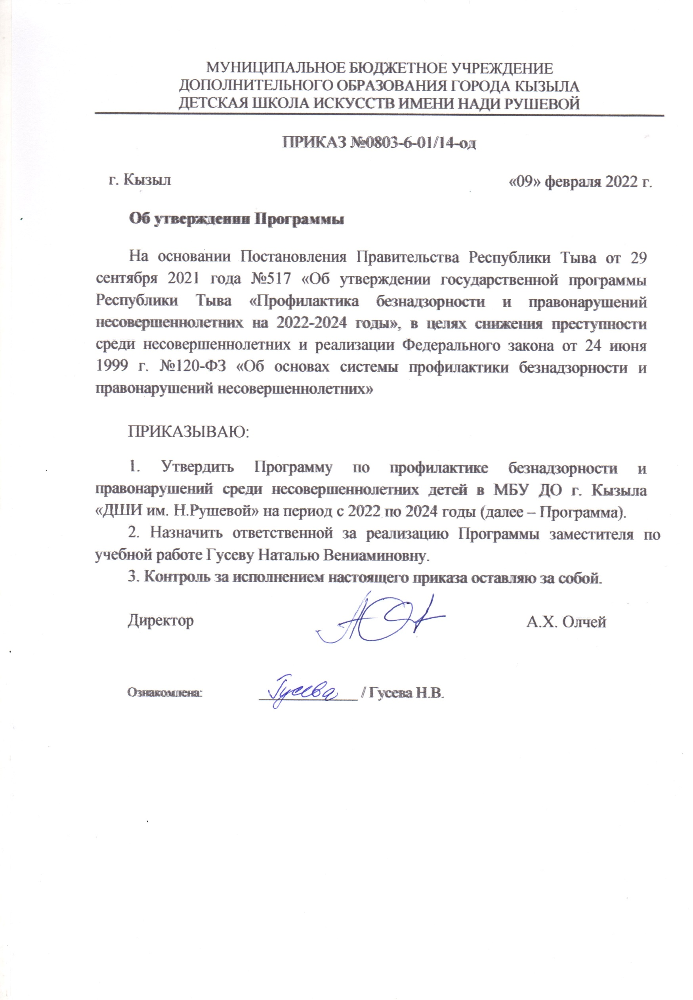 МУНИЦИПАЛЬНОЕ БЮДЖЕТНОЕ УЧРЕЖДЕНИЕ
ДОПОЛНИТЕЛЬНОГО ОБРАЗОВАНИЯ ГОРОДА КЫЗЫЛА
ДЕТСКАЯ ШКОЛА ИСКУССТВ ИМЕНИ НАДИ РУШЕВОЙ
ПРИКАЗ №0803-6-01/14-од
г. Кызыл «09» февраля 2022 г.
Об утверждении Программы
На основании Постановления Правительства Республики Тыва от 29
сентября 2021 года №517 «Об утверждении государственной программы
Республики Тыва «Профилактика безнадзорности и правонарушений
несовершеннолетних на 2022-2024 годы», в целях снижения преступности
среди несовершеннолетних и реализации Федерального закона от 24 июня
1999 г. №120-ФЗ «Об основах системы профилактики безнадзорности и
правонарушений несовершеннолетних»
ПРИКАЗЫВАЮ:
1. Утвердить Программу по профилактике безнадзорности и
правонарушений среди несовершеннолетних детей в МБУ ДО г. Кызыла
«ДШИ им. Н.Рушевой» на период с 2022 по 2024 годы (далее – Программа).
2. Назначить ответственной за реализацию Программы заместителя по
учебной работе Гусеву Наталью Вениаминовну.
3. Контроль за исполнением настоящего приказа оставляю за собой.
Директор А.Х. Олчей
Ознакомлена: Гусева / Гусева Н.В.